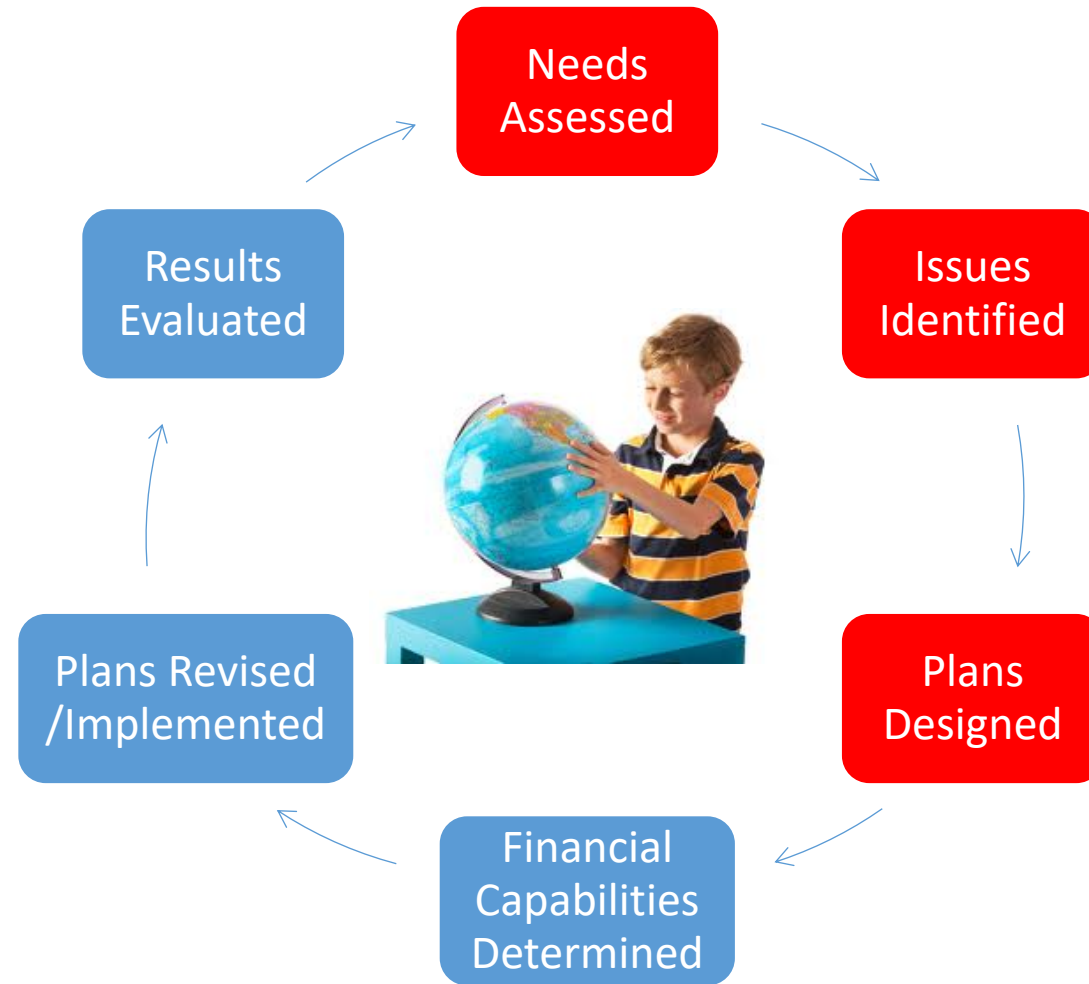 Needs
Assessed
Issues
Identified
Plans
Designed
Financial
Capabilities
Determined
Plans Revised
/Implemented
Results
Evaluated